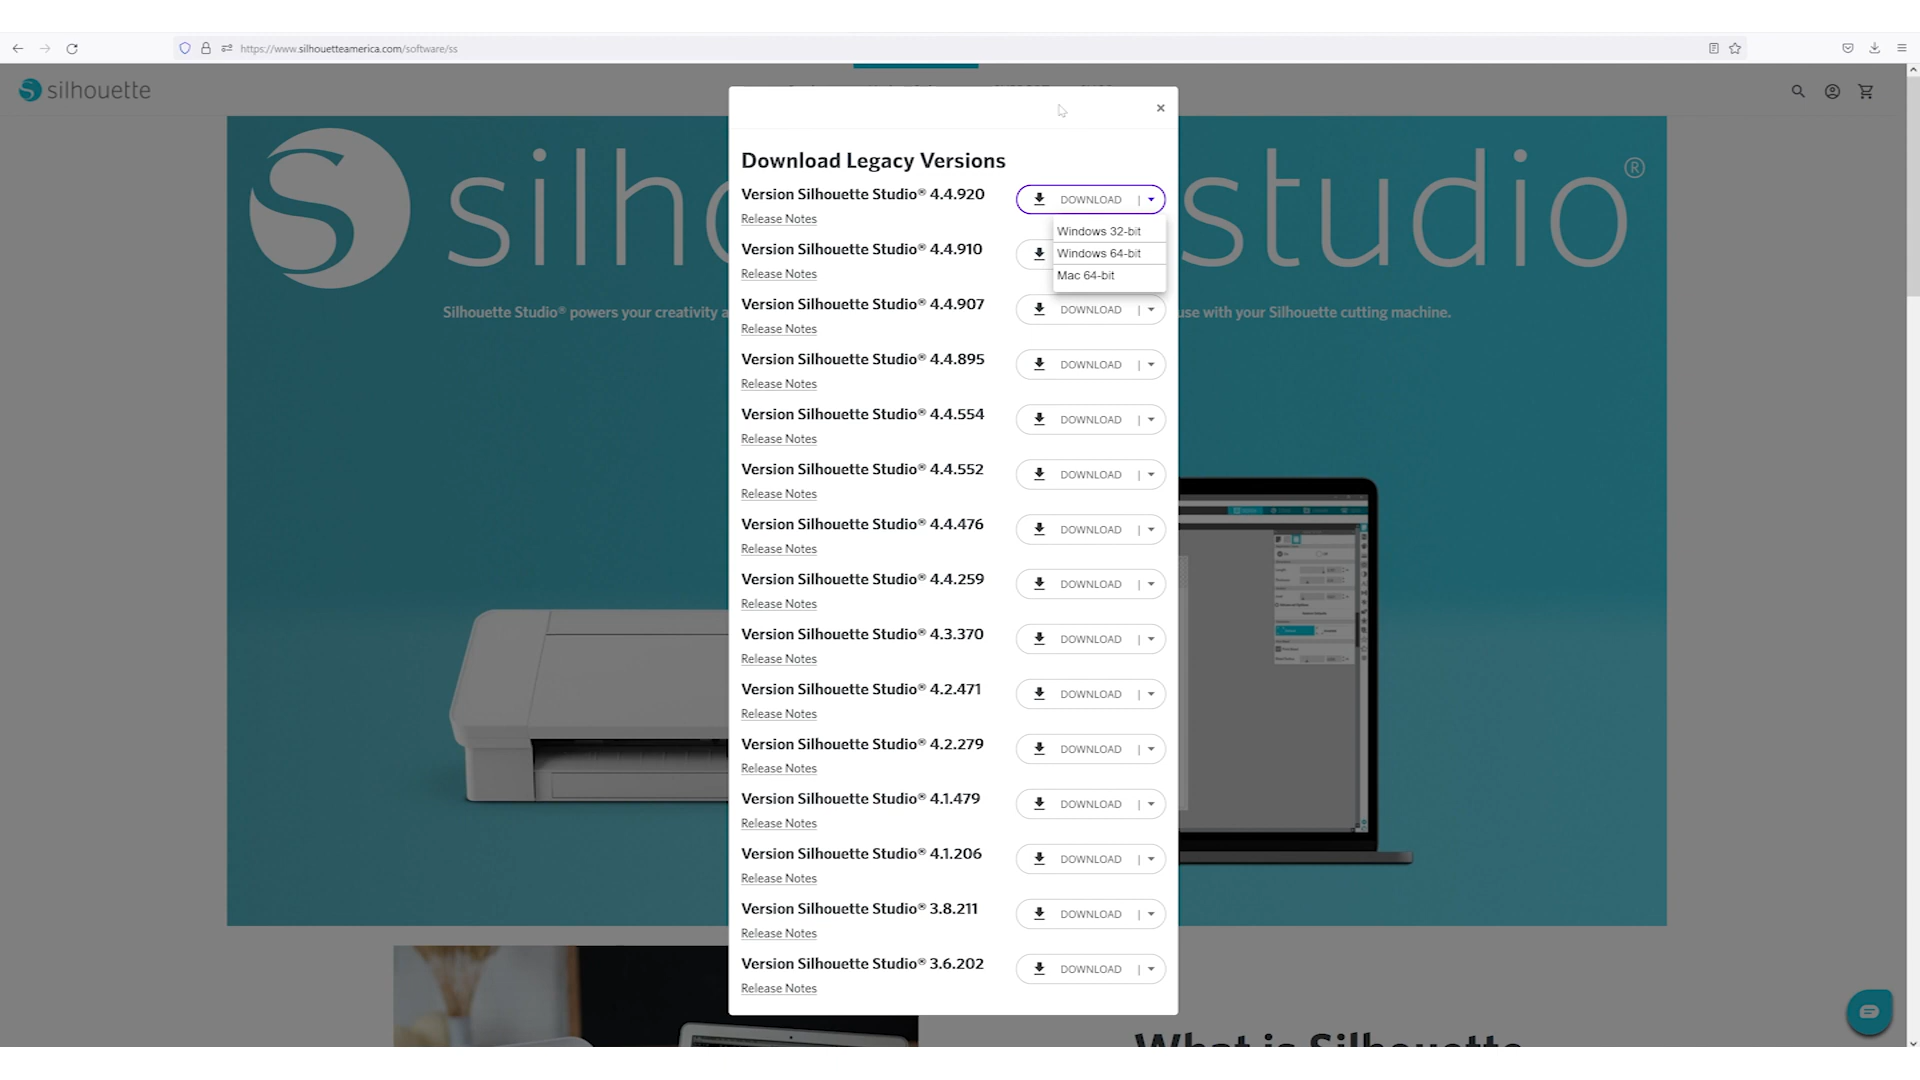 https://www.silhouetteamerica.com/software/ss
silhouette
Download Legacy Versions
Version Silhouette Studio® 4.4.920
DOWNLOAD
Release Notes
Windows 32-bit
Windows 64-bit
Mac 64-bit
Version Silhouette Studio® 4.4.910
Release Notes
Version Silhouette Studio® 4.4.907
DOWNLOAD
Release Notes
Version Silhouette Studio® 4.4.895
DOWNLOAD
Release Notes
Version Silhouette Studio® 4.4.554
DOWNLOAD
Release Notes
Version Silhouette Studio® 4.4.552
DOWNLOAD
Release Notes
Version Silhouette Studio® 4.4.476
DOWNLOAD
Release Notes
Version Silhouette Studio® 4.4.259
DOWNLOAD
Release Notes
Version Silhouette Studio® 4.3.370
DOWNLOAD
Release Notes
Version Silhouette Studio® 4.2.471
DOWNLOAD
Release Notes
Version Silhouette Studio® 4.2.279
DOWNLOAD
Release Notes
Version Silhouette Studio® 4.1.479
DOWNLOAD
Release Notes
Version Silhouette Studio® 4.1.206
DOWNLOAD
Release Notes
Version Silhouette Studio® 3.8.211
DOWNLOAD
Release Notes
Version Silhouette Studio® 3.6.202
DOWNLOAD
Release Notes
silho studio®
Silhouette Studio® powers your creativity a use with your Silhouette cutting machine.
What is Silhouette